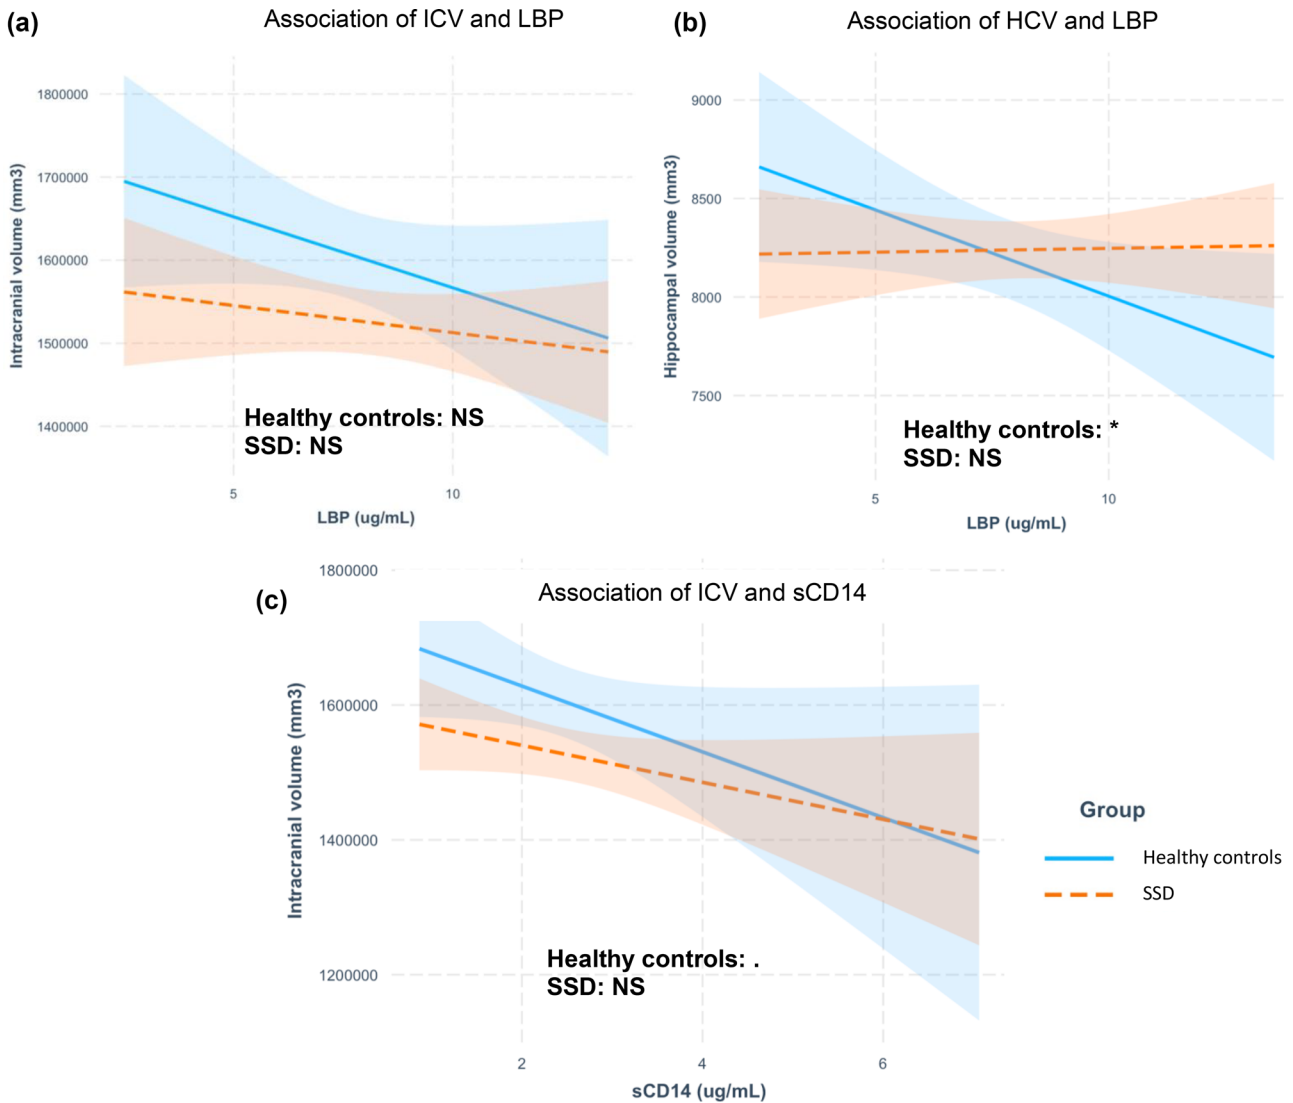 (a)
Association of ICV and LBP
Intracranial volume (mm3)
1800000
1700000
1600000
1500000
1400000
Healthy controls: NS
SSD: NS
5
10
LBP (ug/mL)
(b)
Association of HCV and LBP
Hippocampal volume (mm3)
9000
8500
8000
7500
Healthy controls: *
SSD: NS
5
10
LBP (ug/mL)
(c)
Association of ICV and sCD14
Intracranial volume (mm3)
1800000
1600000
1400000
1200000
Healthy controls: .
SSD: NS
2
4
6
sCD14 (ug/mL)
Group
Healthy controls
SSD